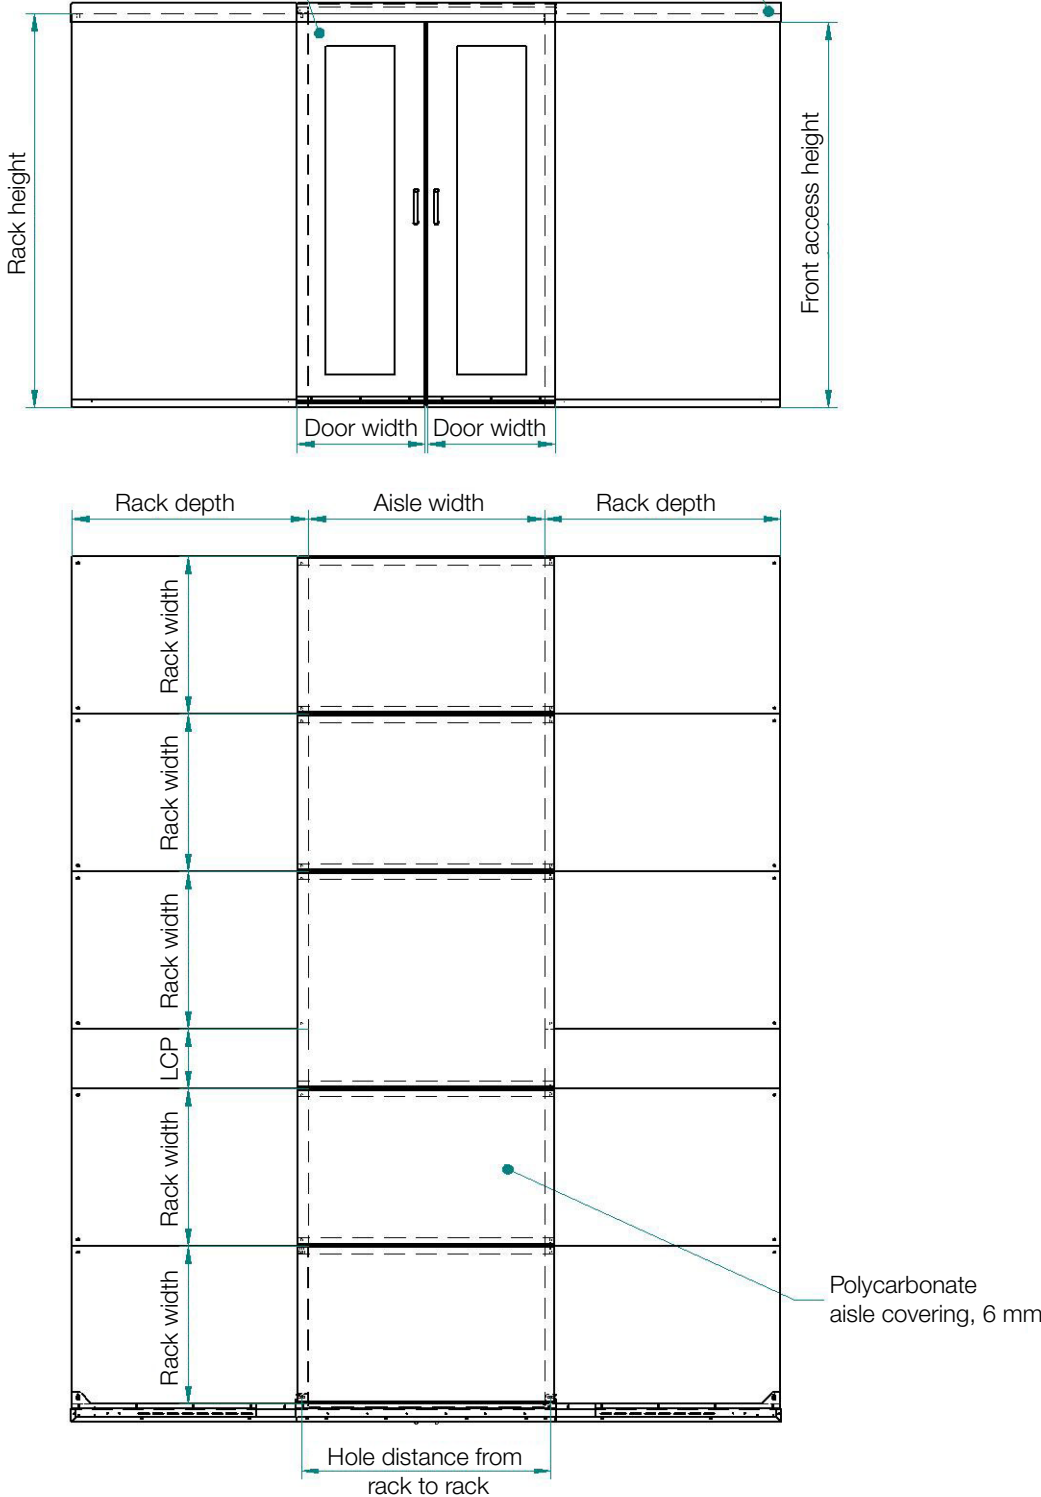 Rack height
Front access height
Door width
Door width
Rack depth
Aisle width
Rack depth
Rack width
Rack width
Rack width
LCP
Rack width
Rack width
Polycarbonate
aisle covering, 6 mm
Hole distance from
rack to rack